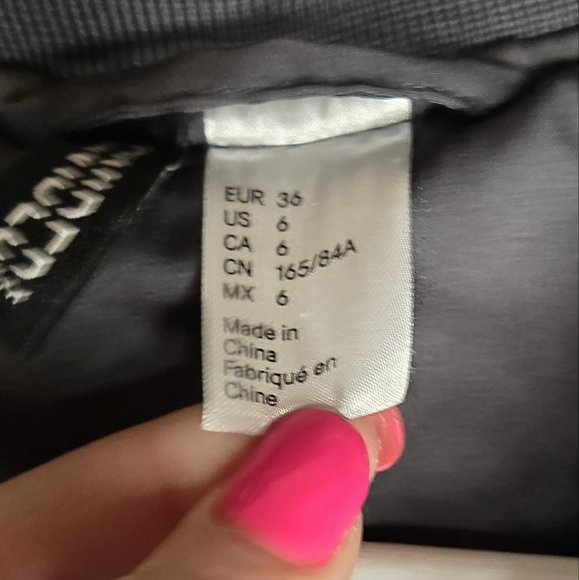 EUR 36
US 6
CA 6
CN 165/84A
MX 6
Made in
China
Fabriqué en
Chine